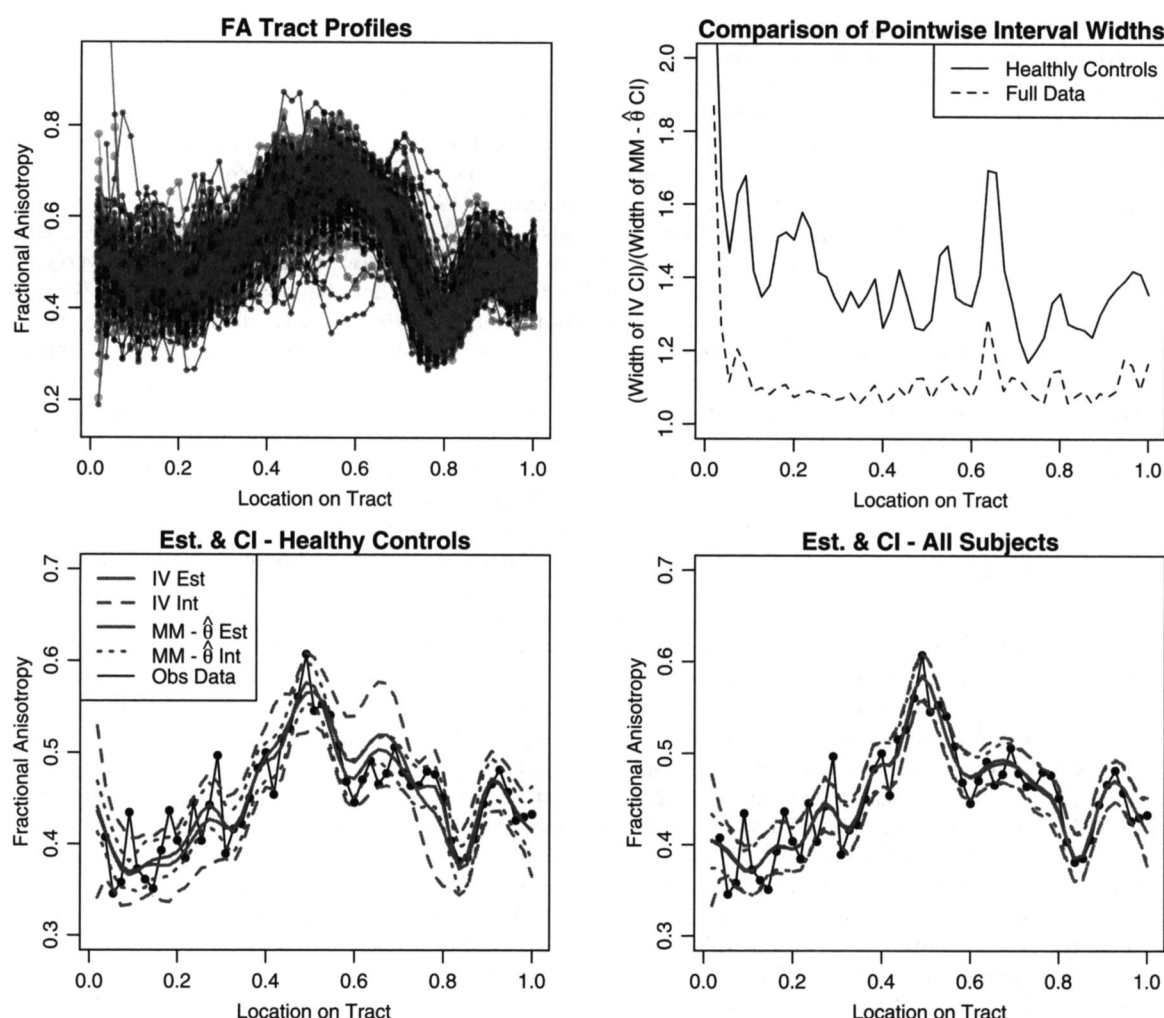 FA Tract Profiles
Fractional Anisotropy
0.2 0.4 0.6 0.8
0.0 0.2 0.4 0.6 0.8 1.0
Location on Tract
Comparison of Pointwise Interval Widths
(Width of IV CI)/(Width of MM - θ̂ CI)
1.0 1.2 1.4 1.6 1.8 2.0
Healthly Controls
Full Data
0.0 0.2 0.4 0.6 0.8 1.0
Location on Tract
Est. & CI - Healthy Controls
Fractional Anisotropy
0.3 0.4 0.5 0.6 0.7
IV Est
IV Int
MM - θ̂ Est
MM - θ̂ Int
Obs Data
0.0 0.2 0.4 0.6 0.8 1.0
Location on Tract
Est. & CI - All Subjects
Fractional Anisotropy
0.3 0.4 0.5 0.6 0.7
0.0 0.2 0.4 0.6 0.8 1.0
Location on Tract